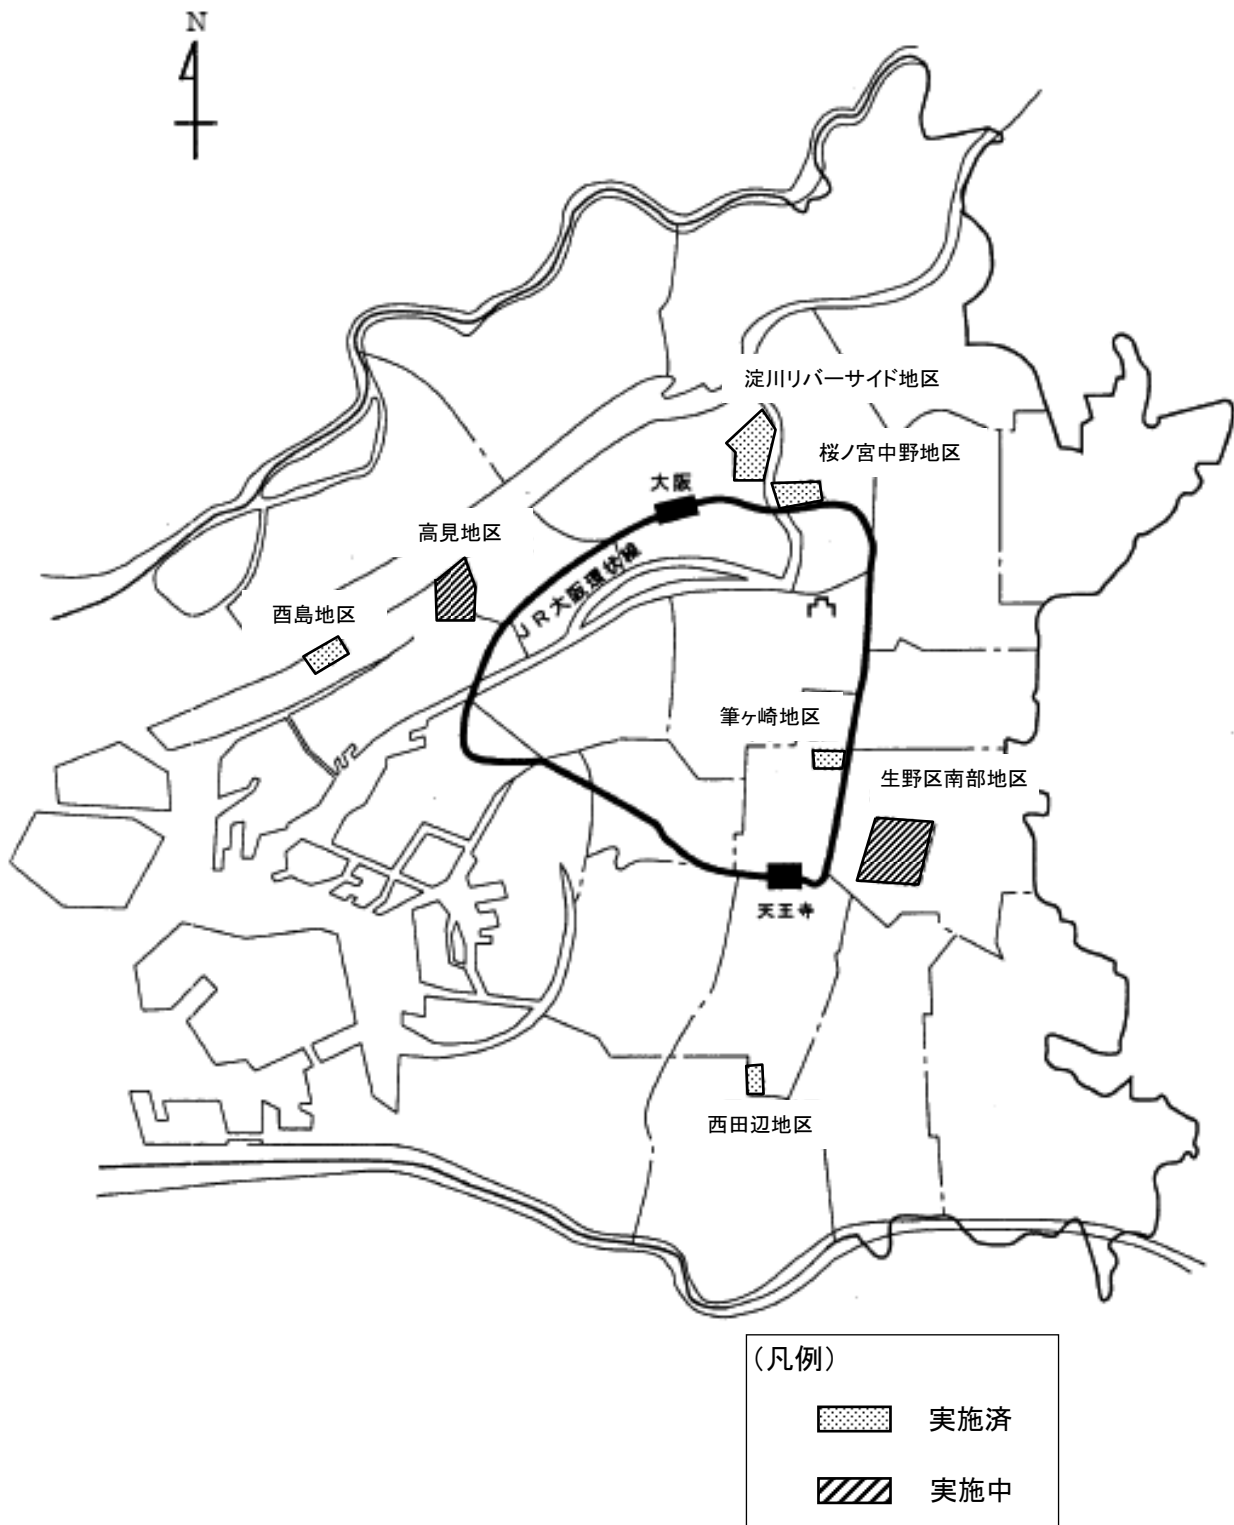 N
淀川リバーサイド地区
桜ノ宮中野地区
大阪
高見地区
JR大阪環状線
酉島地区
筆ヶ崎地区
生野区南部地区
天王寺
西田辺地区
(凡例)
実施済
実施中